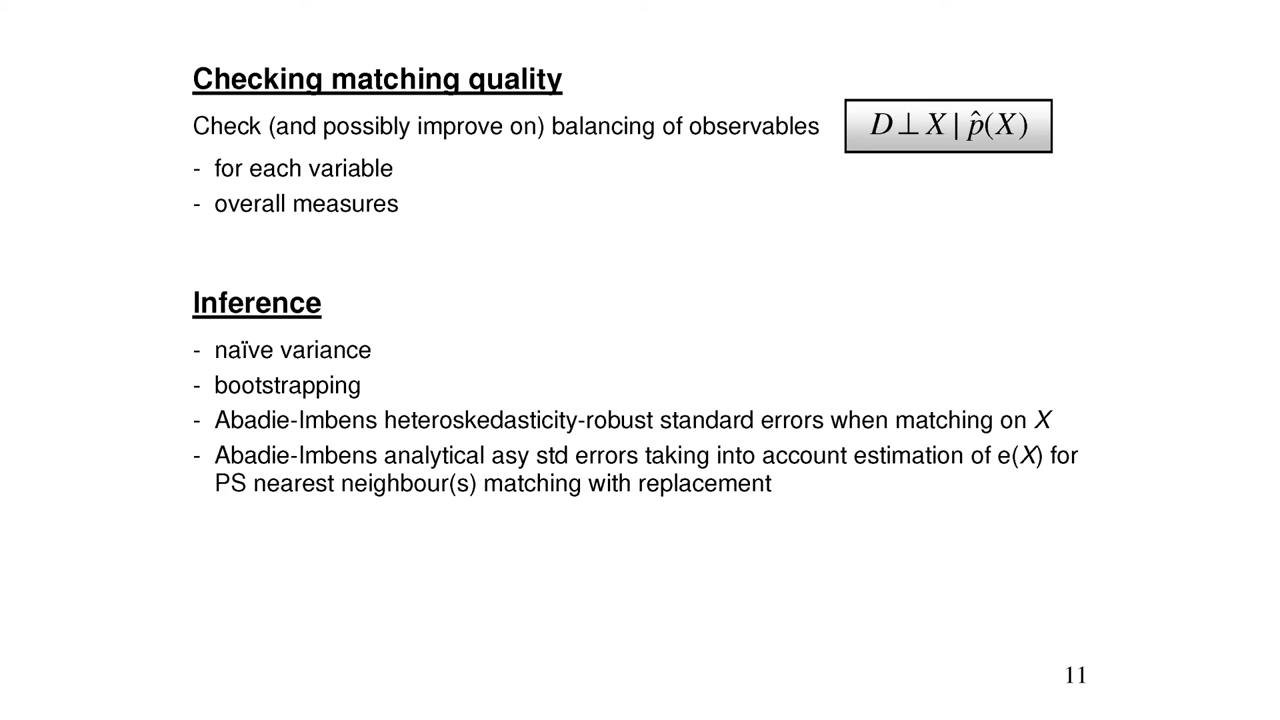 Checking matching quality
Check (and possibly improve on) balancing of observables D ⊥ X | p̂(X)
- for each variable
- overall measures
Inference
- naïve variance
- bootstrapping
- Abadie-Imbens heteroskedasticity-robust standard errors when matching on X
- Abadie-Imbens analytical asy std errors taking into account estimation of e(X) for
PS nearest neighbour(s) matching with replacement
11